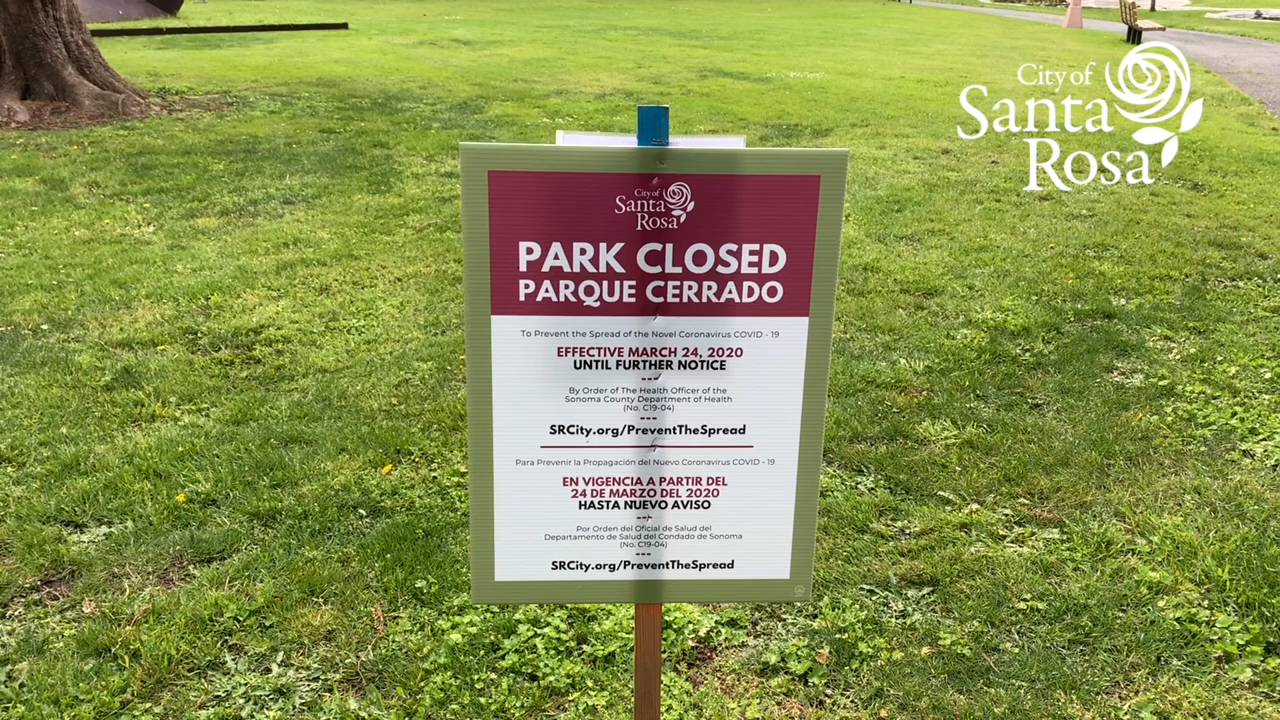 City of
Santa
Rosa
City of
Santa
Rosa
PARK CLOSED
PARQUE CERRADO
To Prevent the Spread of the Novel Coronavirus COVID - 19
EFFECTIVE MARCH 24, 2020
UNTIL FURTHER NOTICE
---
By Order of The Health Officer of the
Sonoma County Department of Health
(No. C19-04)
---
SRCity.org/PreventTheSpread
Para Prevenir la Propagación del Nuevo Coronavirus COVID - 19
EN VIGENCIA A PARTIR DEL
24 DE MARZO DEL 2020
HASTA NUEVO AVISO
---
Por Orden del Oficial de Salud del
Departamento de Salud del Condado de Sonoma
(No. C19-04)
---
SRCity.org/PreventTheSpread